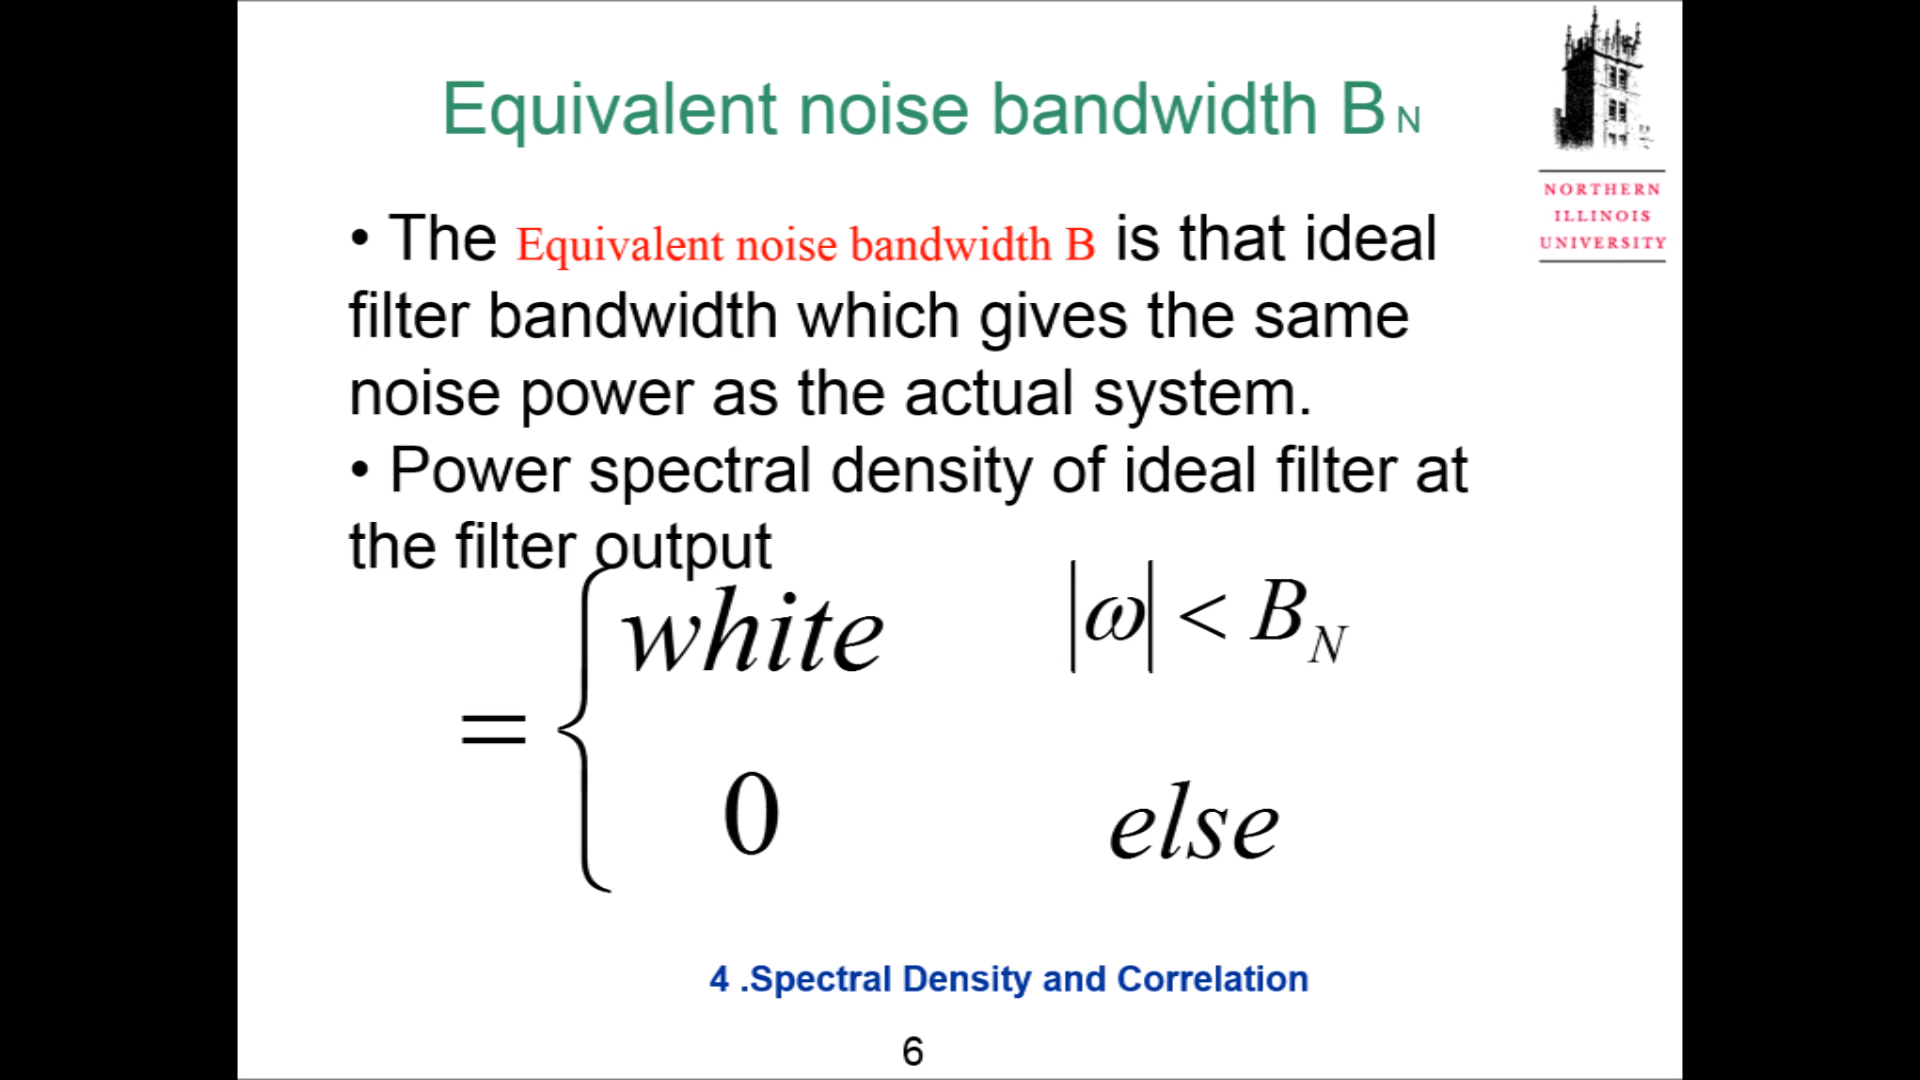 Equivalent noise bandwidth B N
NORTHERN
ILLINOIS
UNIVERSITY
• The Equivalent noise bandwidth B is that ideal
filter bandwidth which gives the same
noise power as the actual system.
• Power spectral density of ideal filter at
the filter output
white |ω| < B_N
=
0 else
4 .Spectral Density and Correlation
6